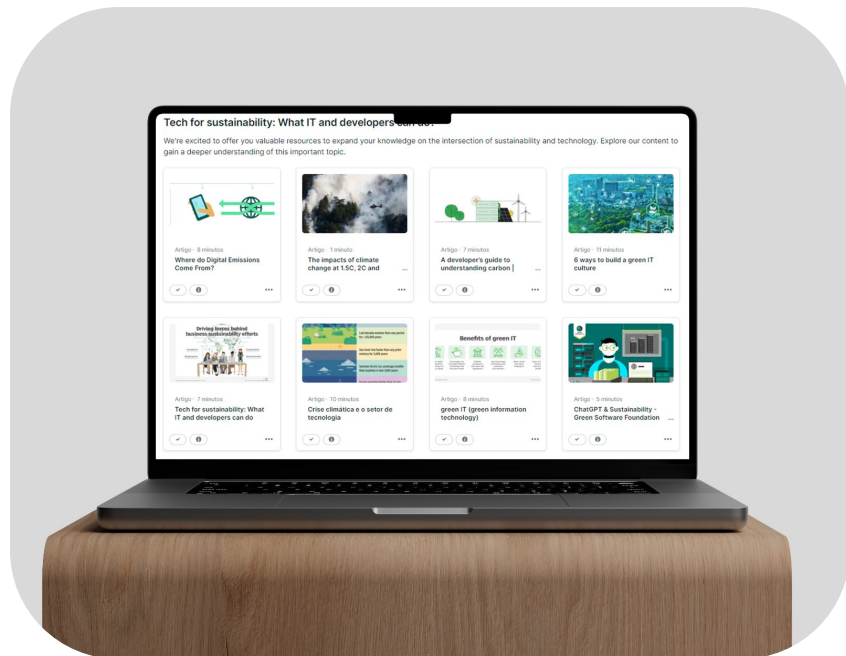 Tech for sustainability: What IT and developers can do?
We're excited to offer you valuable resources to expand your knowledge on the intersection of sustainability and technology. Explore our content to
gain a deeper understanding of this important topic.
Artigo · 8 minutos
Where do Digital Emissions
Come From?
Artigo · 1 minuto
The impacts of climate
change at 1.5C, 2C and ...
Artigo · 7 minutos
A developer's guide to
understanding carbon | ...
Artigo · 11 minutos
6 ways to build a green IT
culture
Driving forces behind
business sustainability efforts
Artigo · 7 minutos
Tech for sustainability: What
IT and developers can do
Artigo · 10 minutos
Crise climática e o setor de
tecnologia
Benefits of green IT
Artigo · 8 minutos
green IT (green information
technology)
Artigo · 5 minutos
ChatGPT & Sustainability -
Green Software Foundation ...